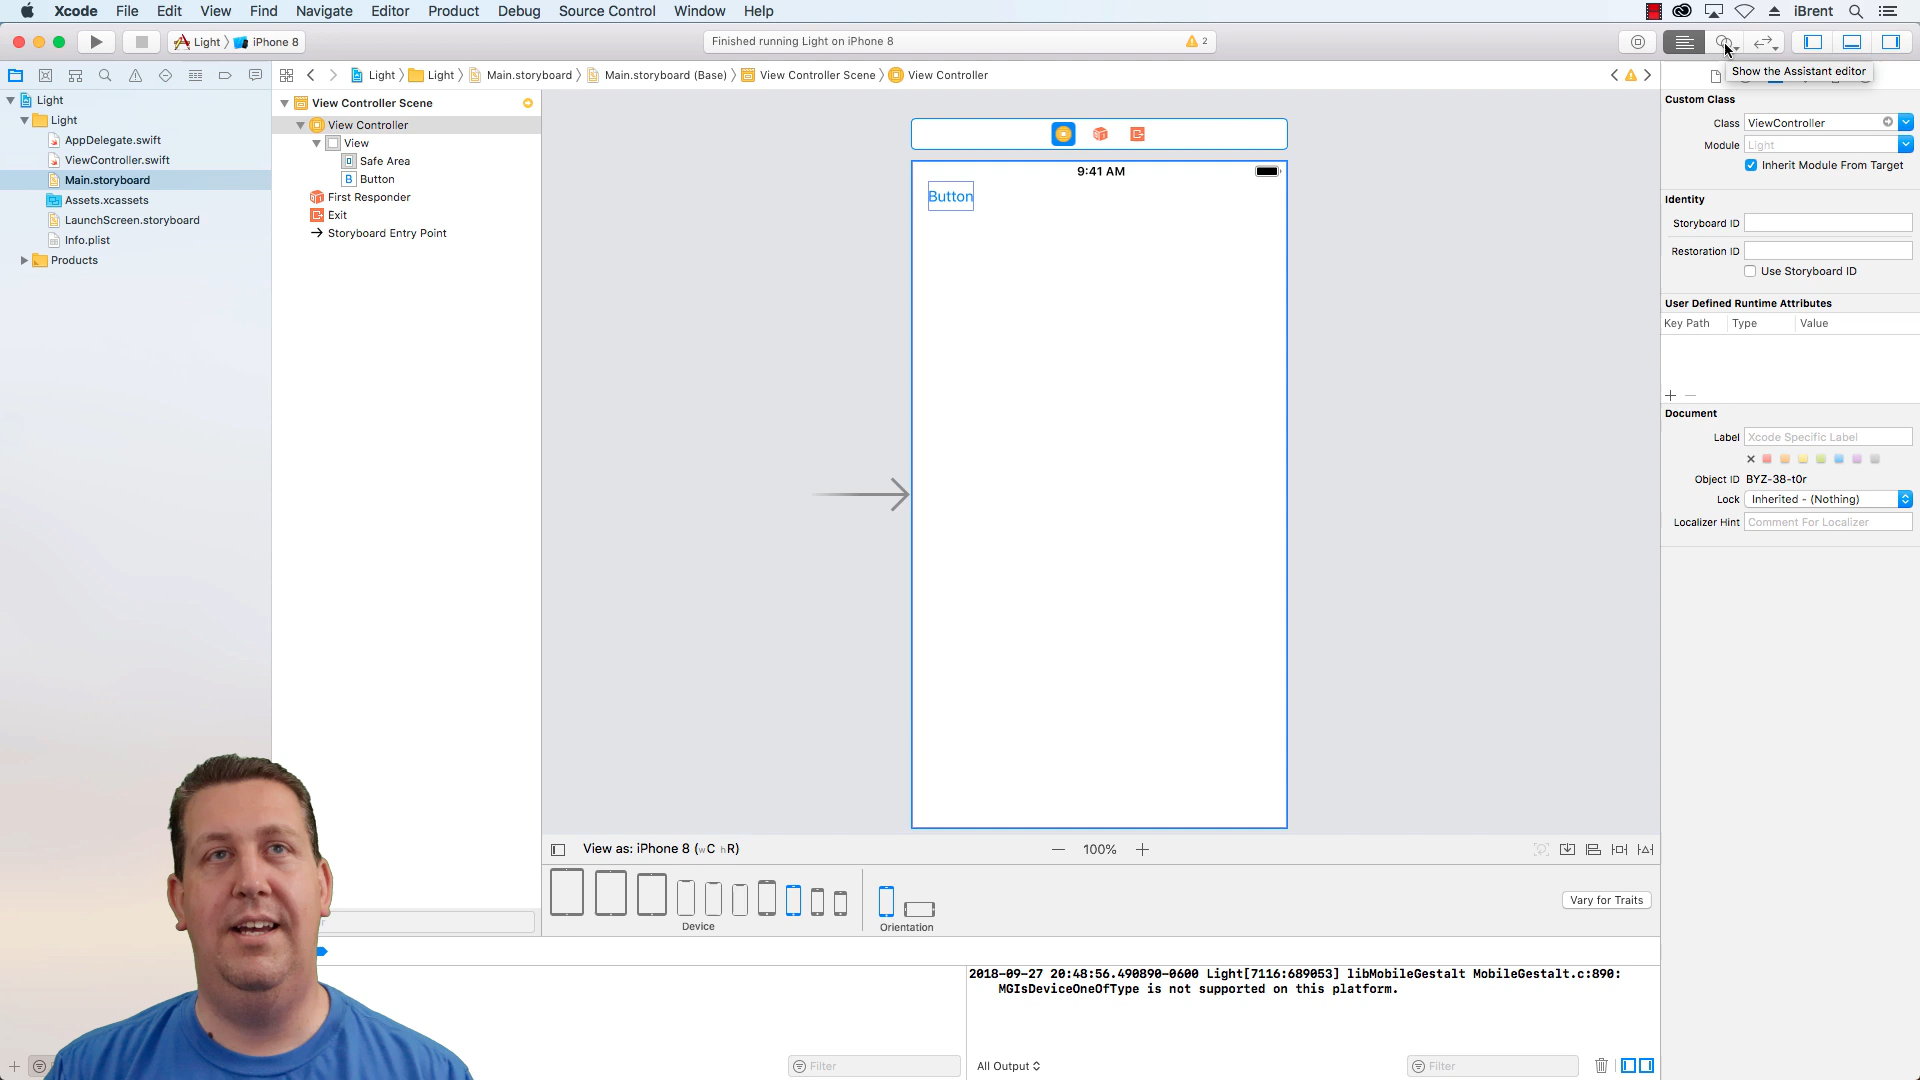 Xcode File Edit View Find Navigate Editor Product Debug Source Control Window Help
iBrent
Light iPhone 8
Finished running Light on iPhone 8
2
Show the Assistant editor
Light Light Main.storyboard Main.storyboard (Base) View Controller Scene View Controller
Light
Light
AppDelegate.swift
ViewController.swift
Main.storyboard
Assets.xcassets
LaunchScreen.storyboard
Info.plist
Products
View Controller Scene
View Controller
View
Safe Area
B Button
First Responder
Exit
Storyboard Entry Point
9:41 AM
Button
Custom Class
Class ViewController
Module Light
Inherit Module From Target
Identity
Storyboard ID
Restoration ID
Use Storyboard ID
User Defined Runtime Attributes
Key Path Type Value
Document
Label Xcode Specific Label
Object ID BYZ-38-t0r
Lock Inherited - (Nothing)
Localizer Hint Comment For Localizer
View as: iPhone 8 (wC hR)
100%
Device
Orientation
Vary for Traits
2018-09-27 20:48:56.490890-0600 Light[7116:689053] libMobileGestalt MobileGestalt.c:890:
MGIsDeviceOneOfType is not supported on this platform.
Filter
All Output
Filter